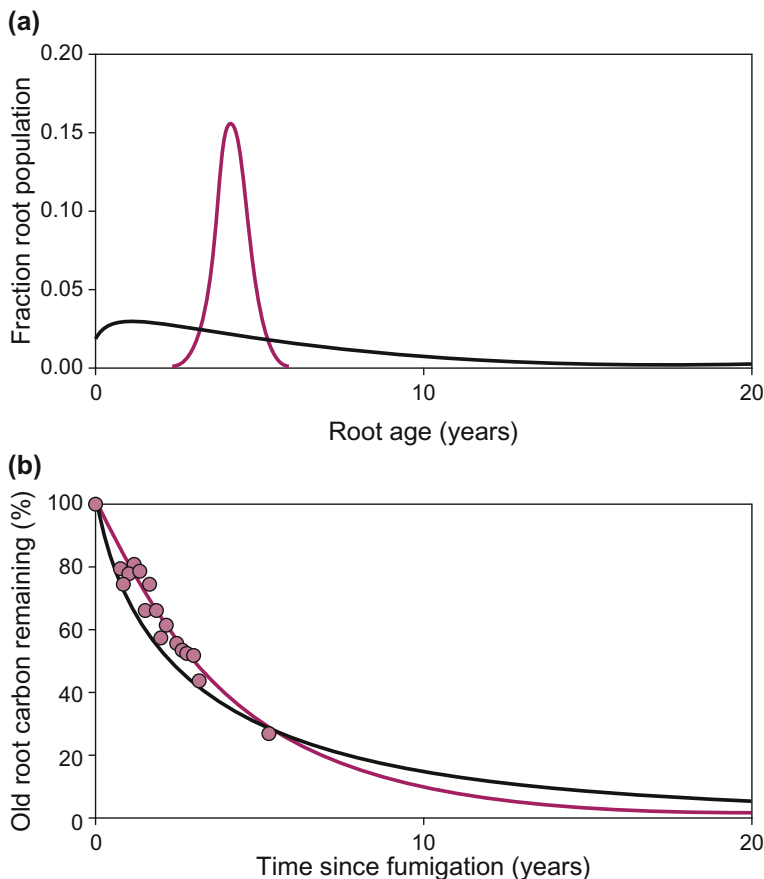 (a)
Fraction root population
0.20
0.15
0.10
0.05
0.00
0
10
20
Root age (years)
(b)
Old root carbon remaining (%)
100
80
60
40
20
0
0
10
20
Time since fumigation (years)